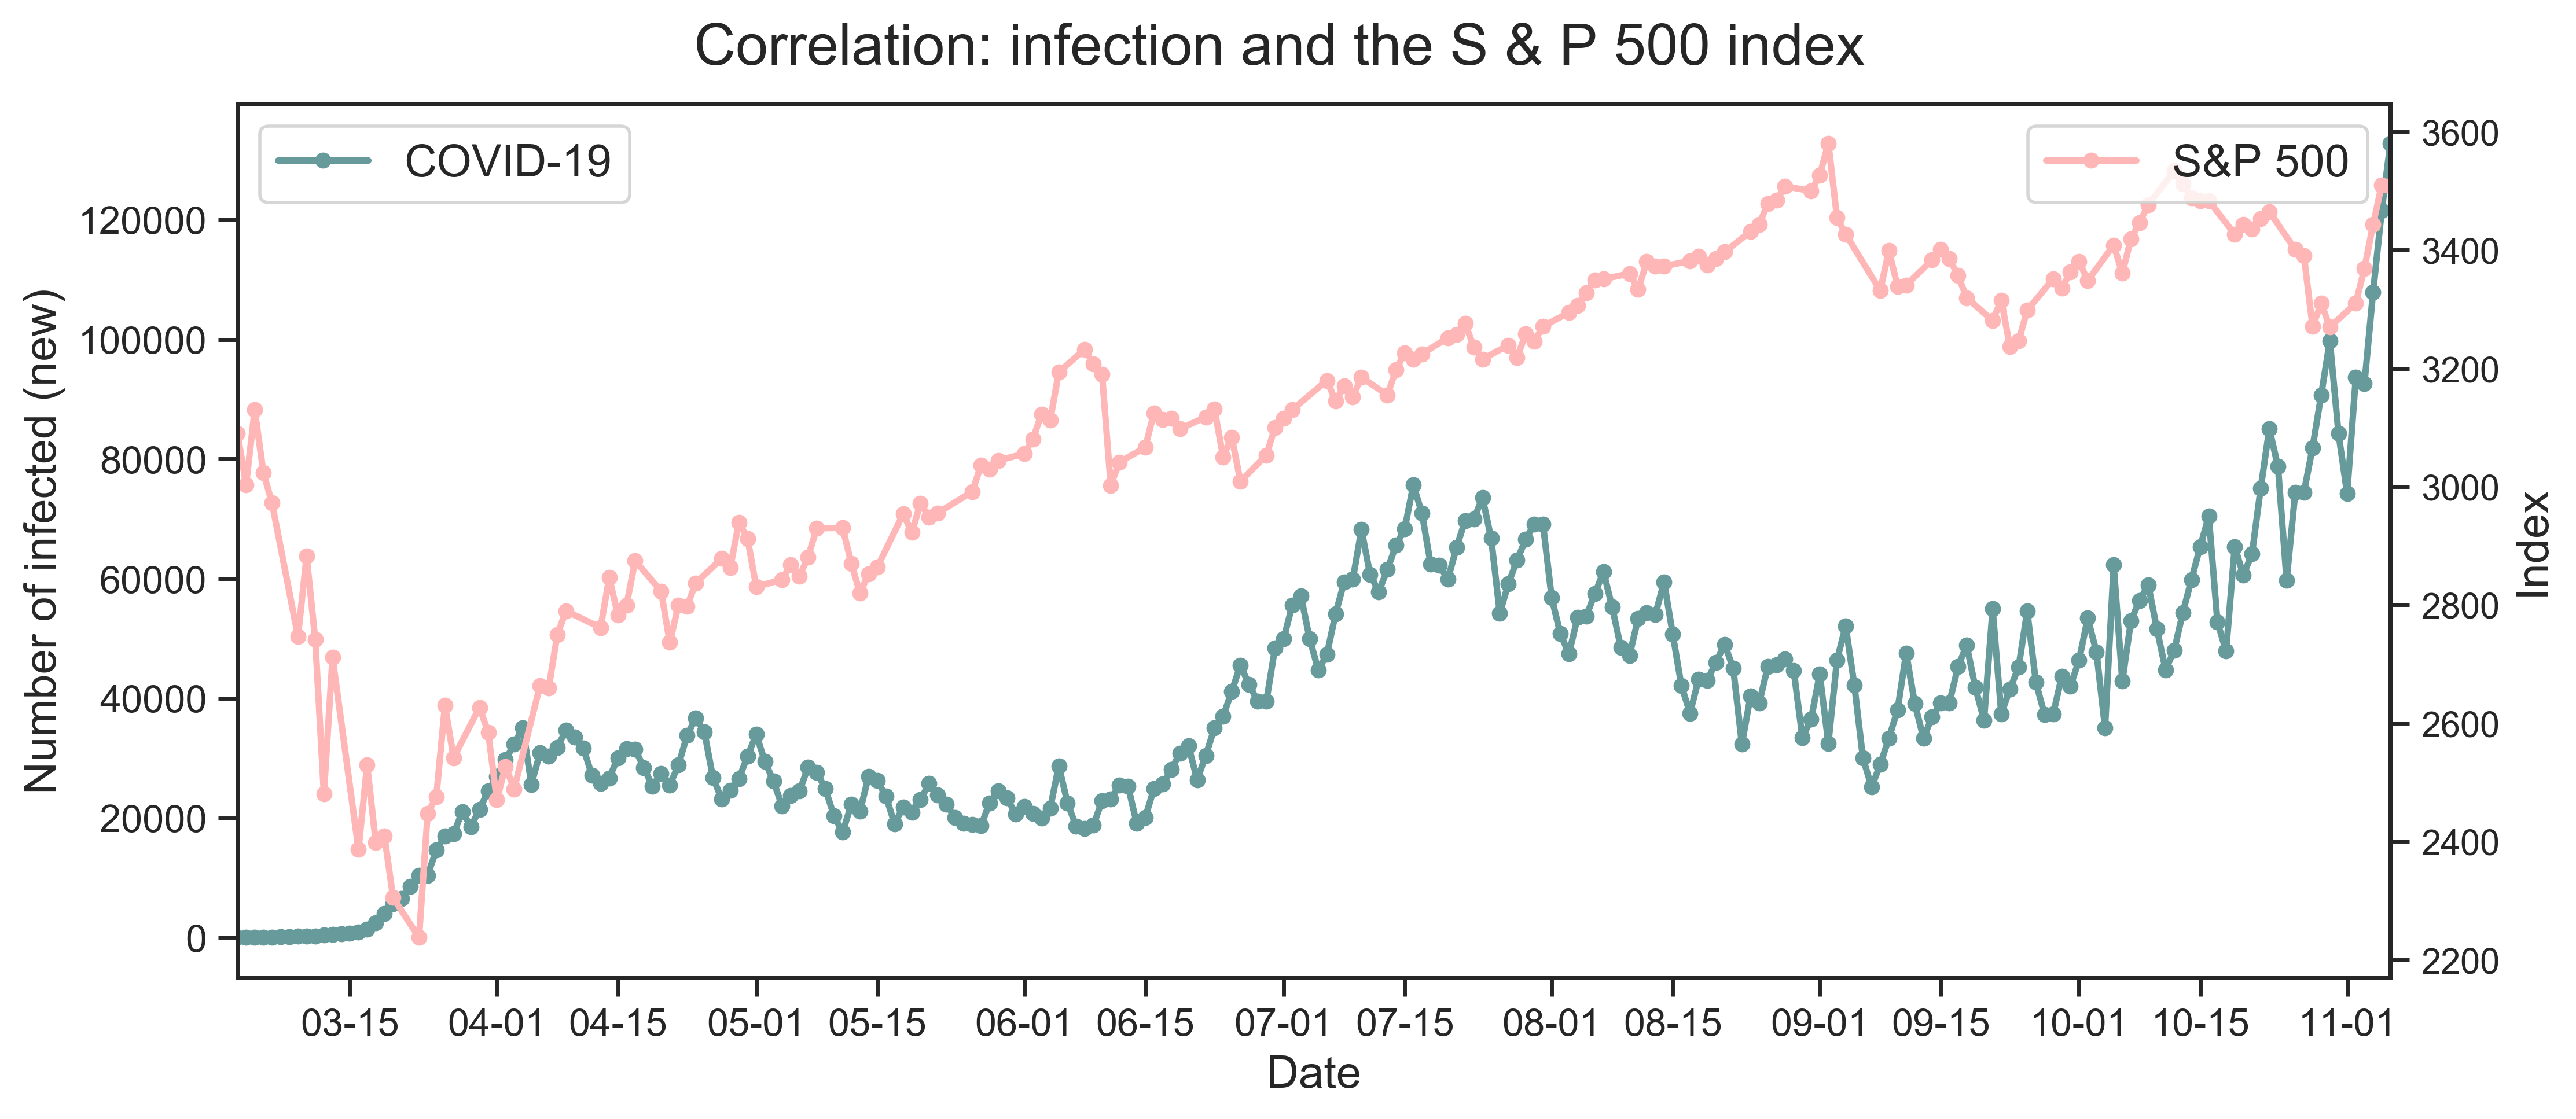 Correlation: infection and the S & P 500 index
COVID-19
S&P 500
Number of infected (new)
120000
100000
80000
60000
40000
20000
0
3600
3400
3200
3000
2800
2600
2400
2200
Index
03-15 04-01 04-15 05-01 05-15 06-01 06-15 07-01 07-15 08-01 08-15 09-01 09-15 10-01 10-15 11-01
Date